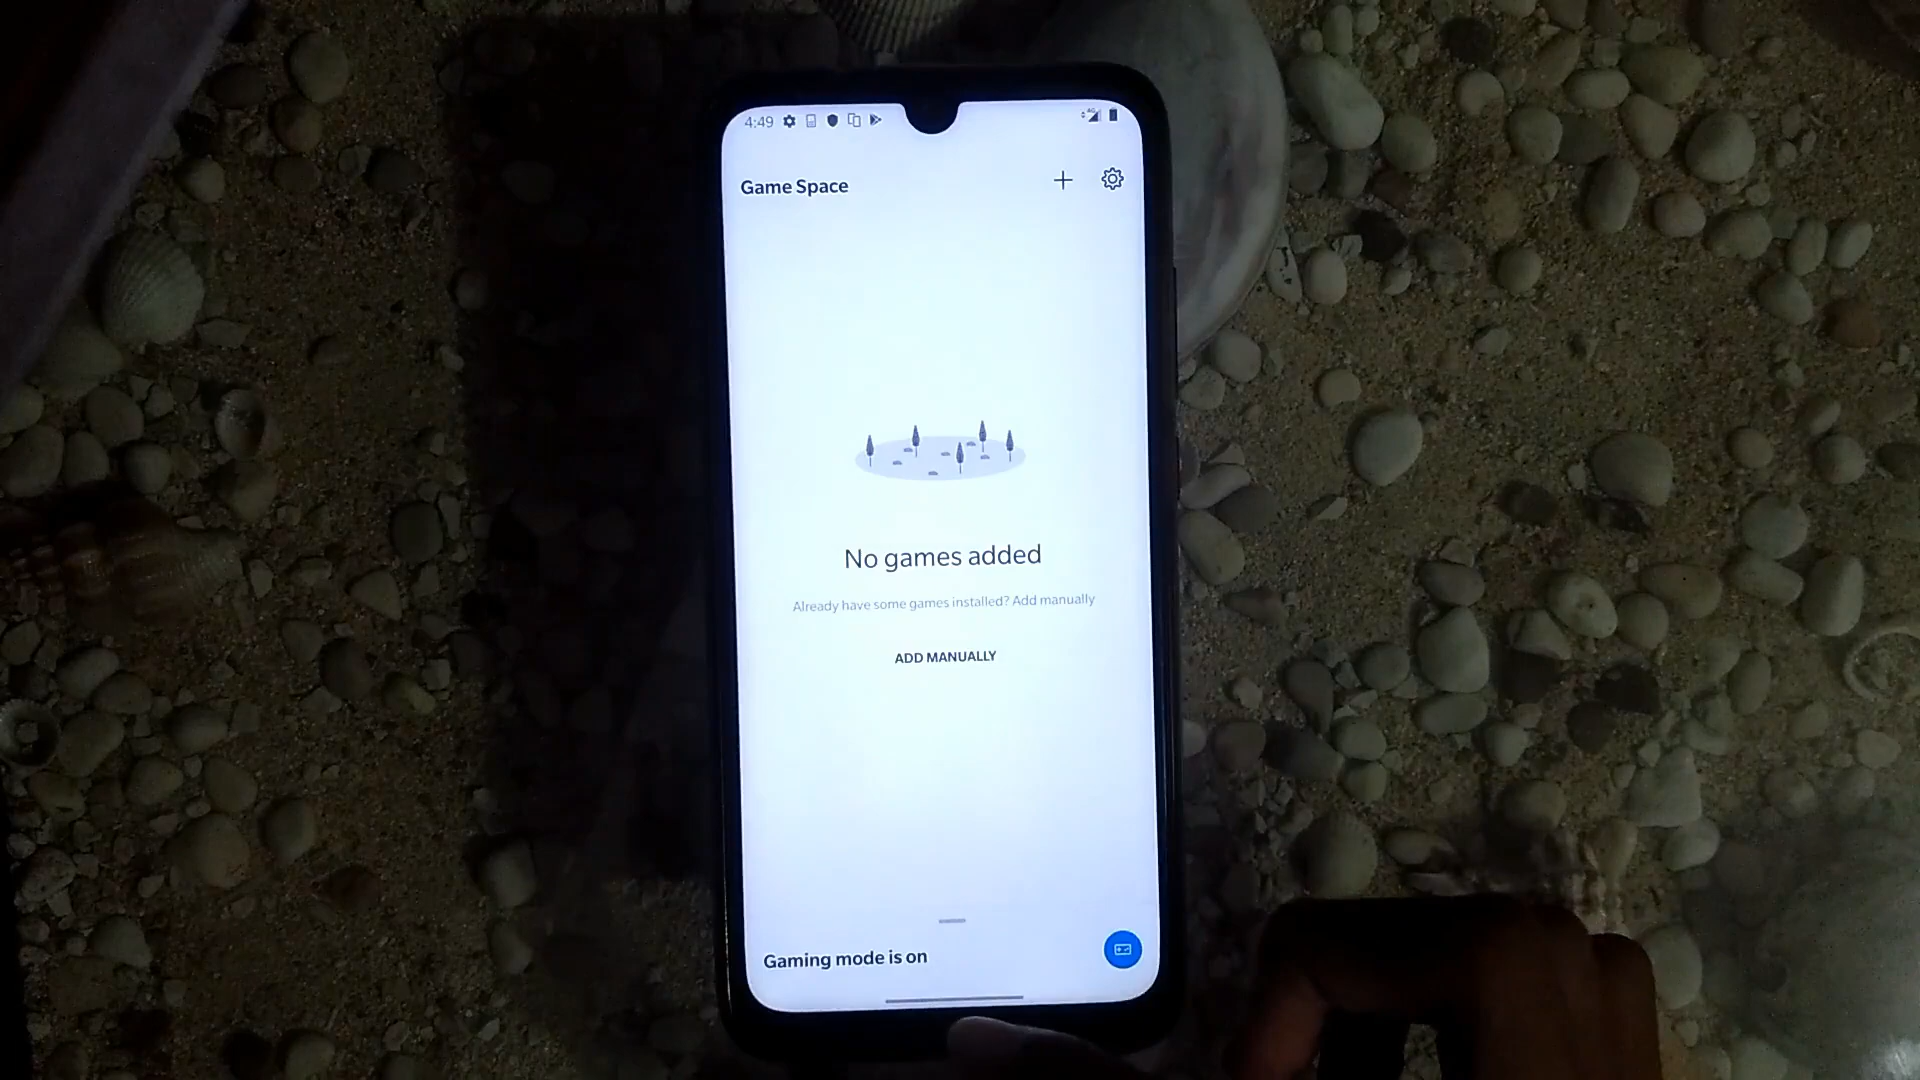 4:49
Game Space
No games added
Already have some games installed? Add manually
ADD MANUALLY
Gaming mode is on